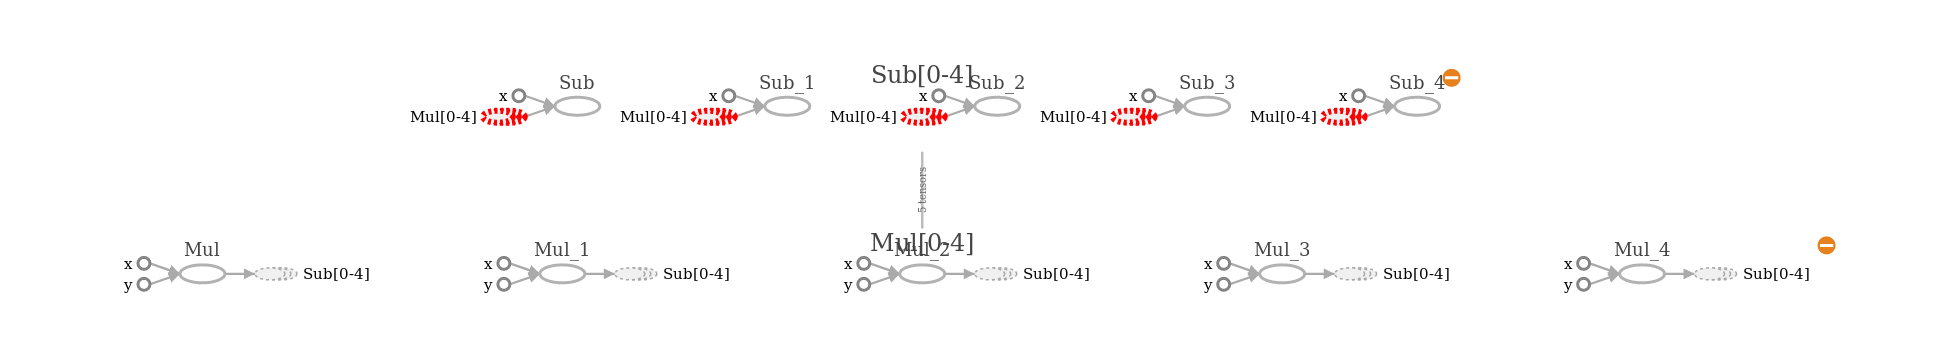 Sub[0-4]
Sub Sub_1 Sub_2 Sub_3 Sub_4
x x x x x
Mul[0-4] Mul[0-4] Mul[0-4] Mul[0-4] Mul[0-4]
5 tensors
Mul[0-4]
Mul Mul_1 Mul_2 Mul_3 Mul_4
x x x x x
Sub[0-4] Sub[0-4] Sub[0-4] Sub[0-4] Sub[0-4]
y y y y y